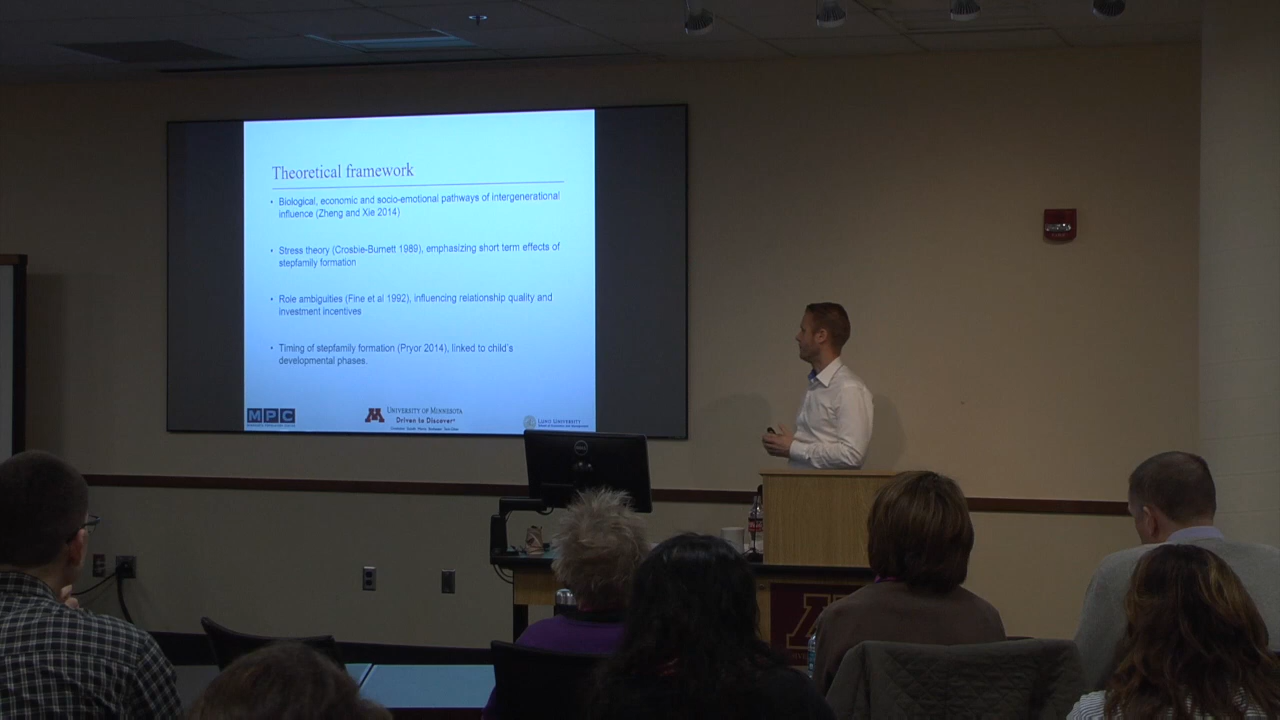 Theoretical framework
• Biological, economic and socio-emotional pathways of intergenerational
influence (Zheng and Xie 2014)
• Stress theory (Crosbie-Burnett 1989), emphasizing short term effects of
stepfamily formation
• Role ambiguities (Fine et al 1992), influencing relationship quality and
investment incentives
• Timing of stepfamily formation (Pryor 2014), linked to child's
developmental phases.
MPC
M
UNIVERSITY OF MINNESOTA
Driven to Discover
LUND UNIVERSITY
DELL
M